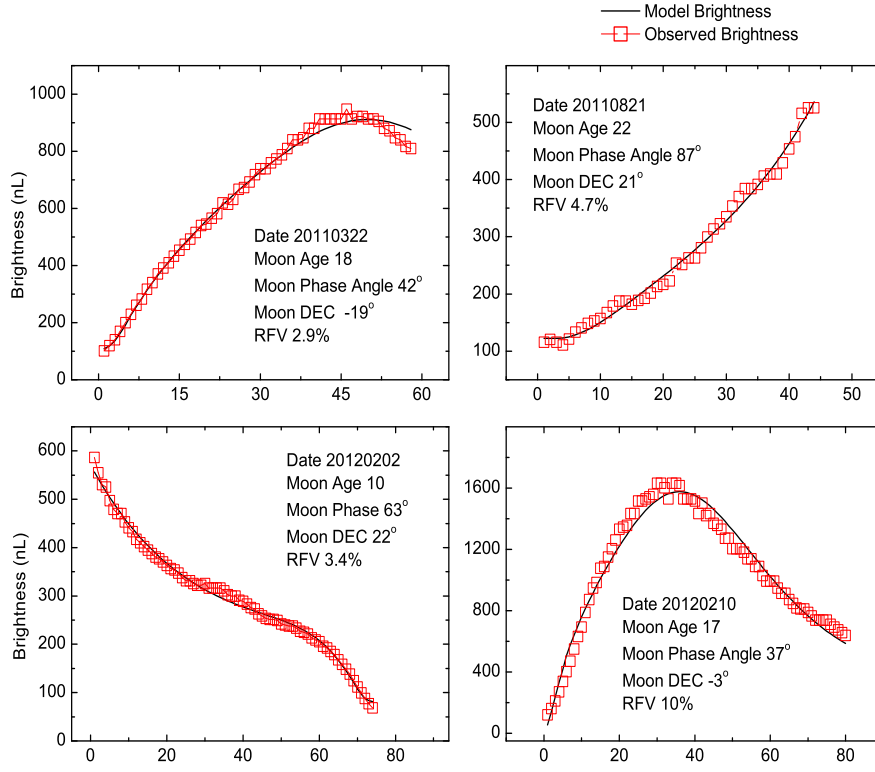 Model Brightness
Observed Brightness
Brightness (nL)
1000
800
600
400
200
0
0 15 30 45 60
Date 20110322
Moon Age 18
Moon Phase Angle 42°
Moon DEC -19°
RFV 2.9%
500
400
300
200
100
0 10 20 30 40 50
Date 20110821
Moon Age 22
Moon Phase Angle 87°
Moon DEC 21°
RFV 4.7%
Brightness (nL)
600
500
400
300
200
100
0
0 20 40 60 80
Date 20120202
Moon Age 10
Moon Phase 63°
Moon DEC 22°
RFV 3.4%
1600
1200
800
400
0
0 20 40 60 80
Date 20120210
Moon Age 17
Moon Phase Angle 37°
Moon DEC -3°
RFV 10%